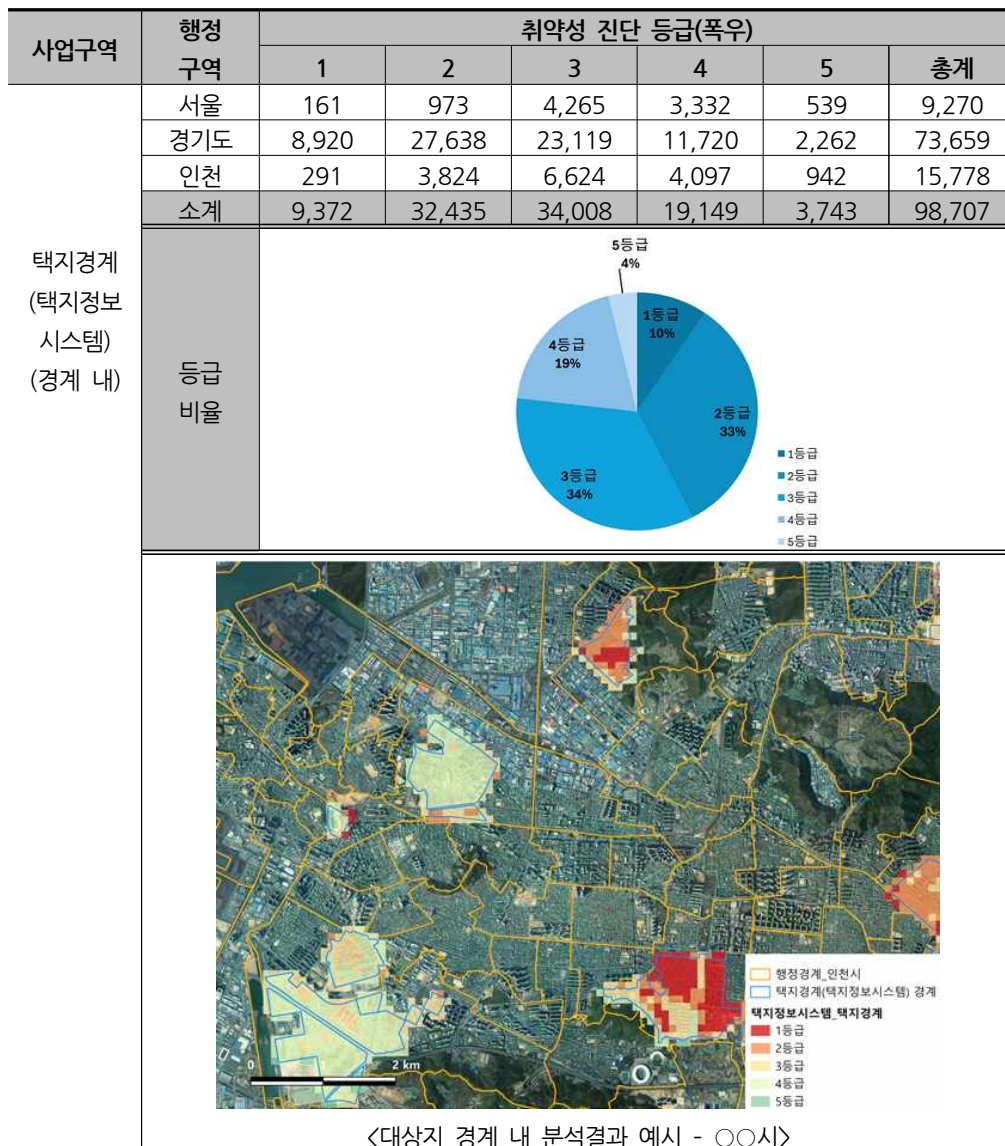 사업구역 행정 구역 취약성 진단 등급(폭우)
1 2 3 4 5 총계
택지경계
(택지정보
시스템)
(경계 내)
서울 161 973 4,265 3,332 539 9,270
경기도 8,920 27,638 23,119 11,720 2,262 73,659
인천 291 3,824 6,624 4,097 942 15,778
소계 9,372 32,435 34,008 19,149 3,743 98,707
등급
비율
5등급
4%
1등급
10%
4등급
19%
2등급
33%
3등급
34%
1등급
2등급
3등급
4등급
5등급
행정경계_인천시
택지경계(택지정보시스템) 경계
택지정보시스템_택지경계
1등급
2등급
3등급
4등급
5등급
0 2 km
<대상지 경계 내 분석결과 예시 - ○○시>